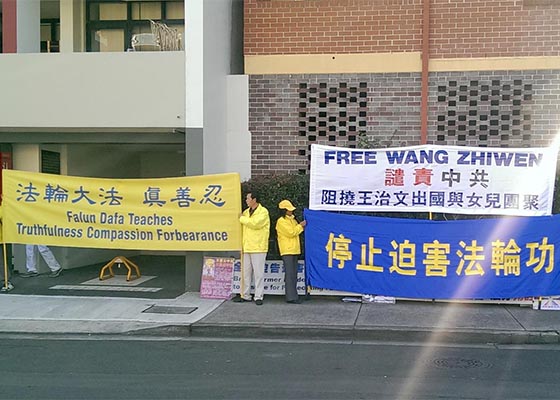 法輪大法 真善忍
Falun Dafa Teaches
Truthfulness Compassion Forbearance
FREE WANG ZHIWEN
譴責中共
阻撓王治文出國與女兒團聚
停止迫害法輪功